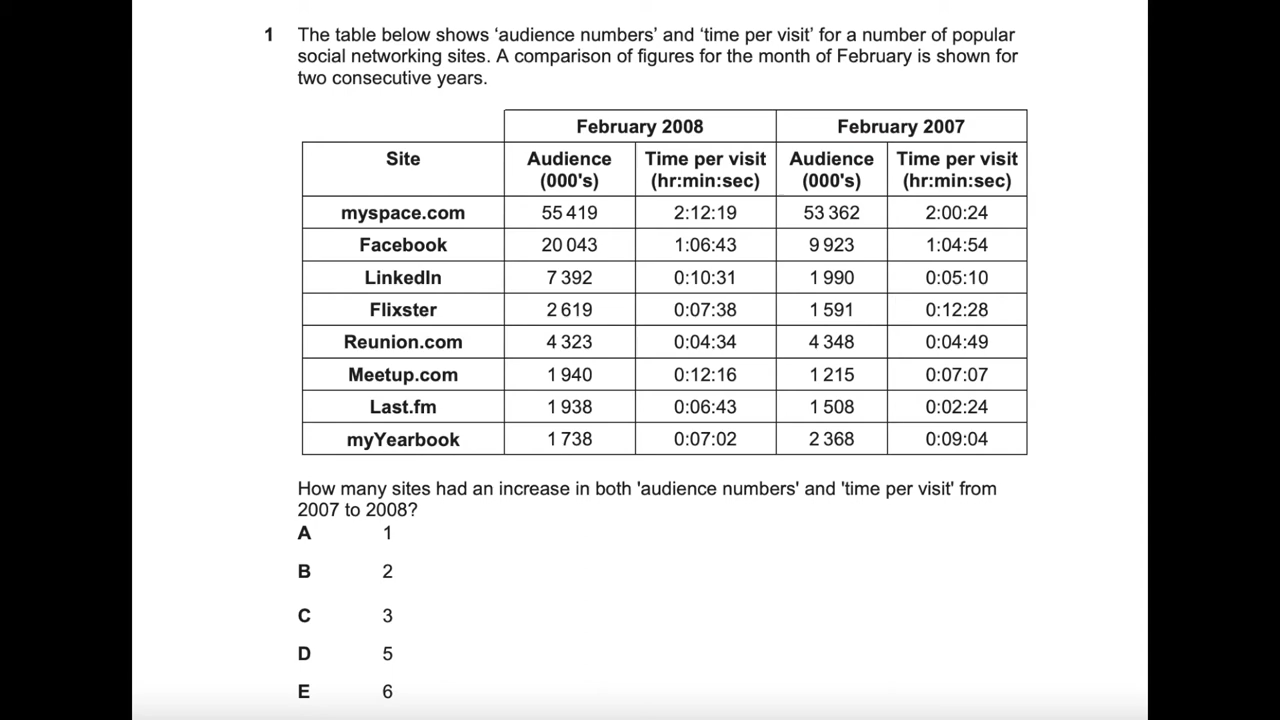 1 The table below shows ‘audience numbers’ and ‘time per visit’ for a number of popular
social networking sites. A comparison of figures for the month of February is shown for
two consecutive years.
February 2008 February 2007
Site Audience Time per visit Audience Time per visit
(000's) (hr:min:sec) (000's) (hr:min:sec)
myspace.com 55 419 2:12:19 53 362 2:00:24
Facebook 20 043 1:06:43 9 923 1:04:54
LinkedIn 7 392 0:10:31 1 990 0:05:10
Flixster 2 619 0:07:38 1 591 0:12:28
Reunion.com 4 323 0:04:34 4 348 0:04:49
Meetup.com 1 940 0:12:16 1 215 0:07:07
Last.fm 1 938 0:06:43 1 508 0:02:24
myYearbook 1 738 0:07:02 2 368 0:09:04
How many sites had an increase in both 'audience numbers' and 'time per visit' from
2007 to 2008?
A 1
B 2
C 3
D 5
E 6